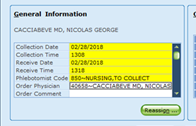 General Information
CACCIABEVE MD, NICOLAS GEORGE
Collection Date 02/28/2018
Collection Time 1308
Receive Date 02/28/2018
Receive Time 1318
Phlebotomist Code 850=NURSING,TO COLLECT
Order Physician 40658--CACCIABEVE MD, NICOLAS
Order Comment
Reassign ...